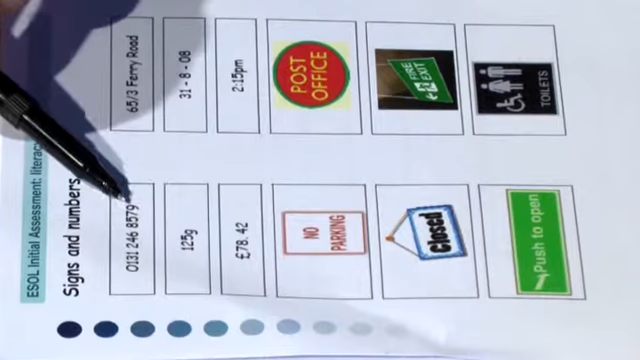 ESOL Initial Assessment: literac
Signs and numbers
0131 246 8579
65/3 Ferry Road
125g
31 - 8 - 08
£78. 42
2:15pm
NO
PARKING
POST
OFFICE
Closed
FIRE
EXIT
Push to open
TOILETS